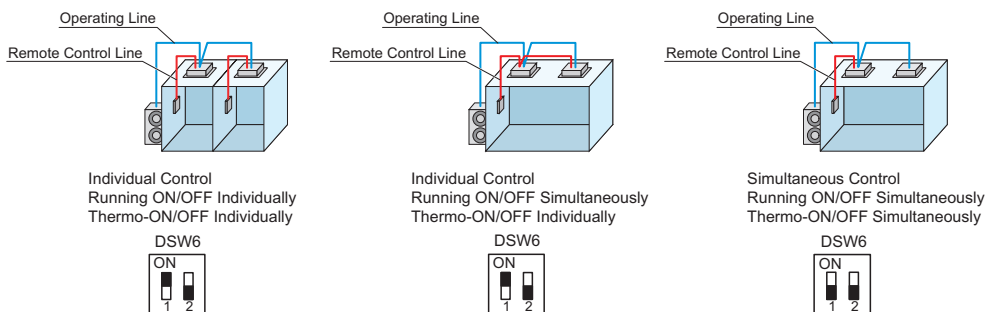 Operating Line
Remote Control Line
Individual Control
Running ON/OFF Individually
Thermo-ON/OFF Individually
DSW6
ON
1 2
Operating Line
Remote Control Line
Individual Control
Running ON/OFF Simultaneously
Thermo-ON/OFF Individually
DSW6
ON
1 2
Operating Line
Remote Control Line
Simultaneous Control
Running ON/OFF Simultaneously
Thermo-ON/OFF Simultaneously
DSW6
ON
1 2